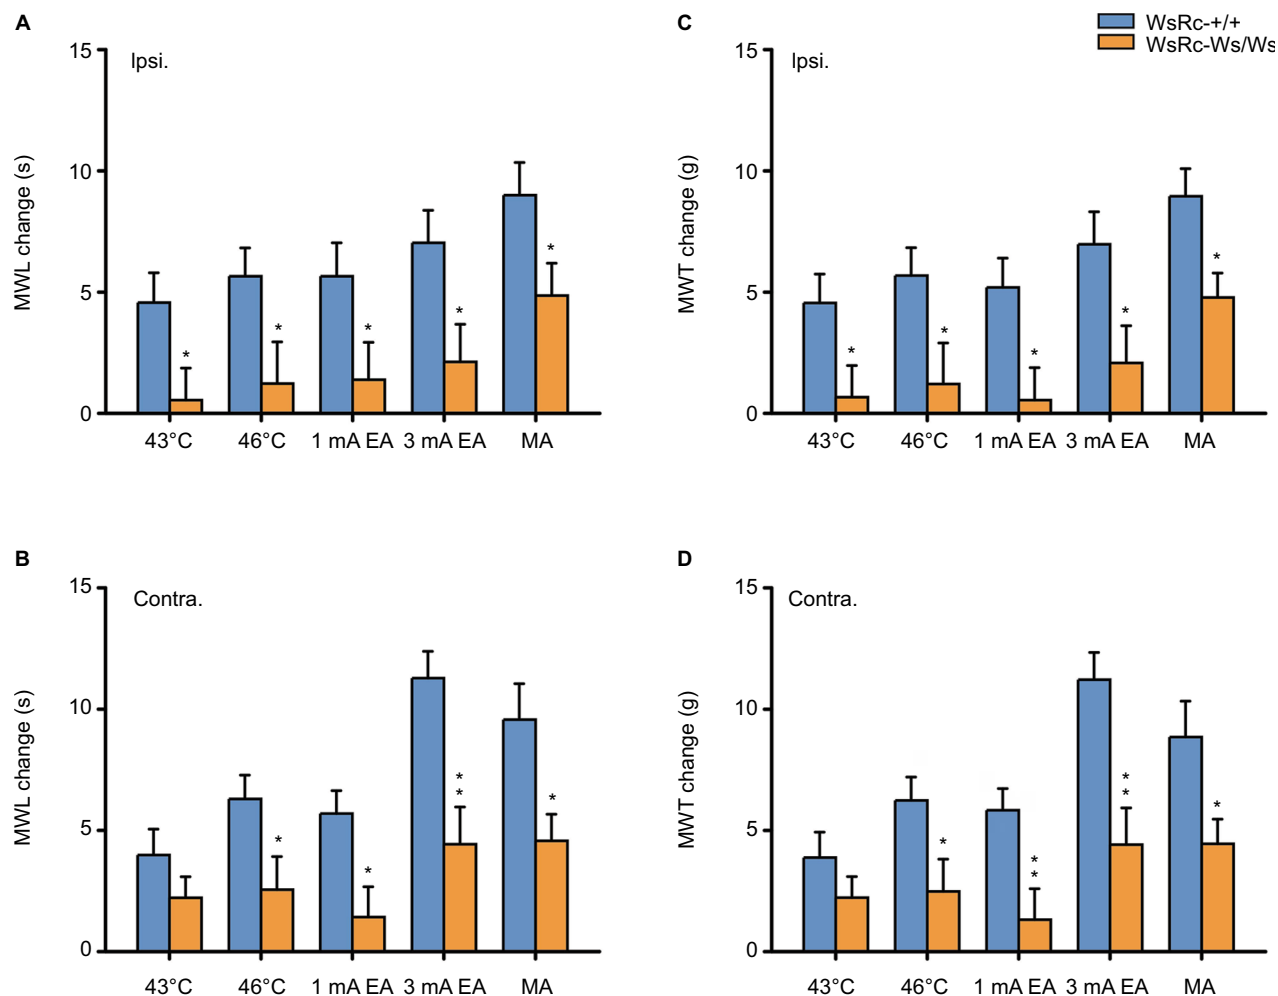 A
Ipsi.
15
10
5
0
MWL change (s)
43°C 46°C 1 mA EA 3 mA EA MA
C
Ipsi.
WsRc-+/+
WsRc-Ws/Ws
15
10
5
0
MWT change (g)
43°C 46°C 1 mA EA 3 mA EA MA
* * * * *
* * * * *
B
Contra.
15
10
5
0
MWL change (s)
* * ** *
43°C 46°C 1 mA EA 3 mA EA MA
D
Contra.
15
10
5
0
MWT change (g)
* ** ** *
43°C 46°C 1 mA EA 3 mA EA MA